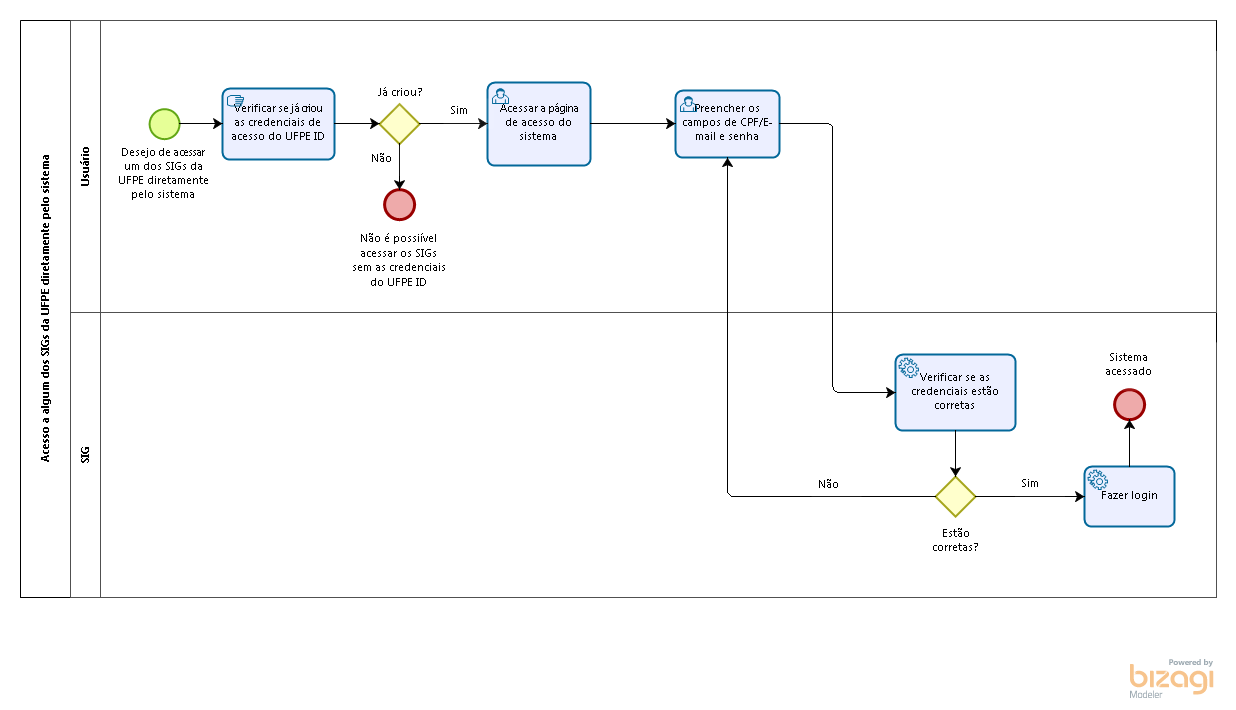 Acesso a algum dos SIGs da UFPE diretamente pelo sistema
Usuário
Desejo de acessar
um dos SIGs da
UFPE diretamente
pelo sistema
Verificar se já criou
as credenciais de
acesso do UFPE ID
Já criou?
Sim
Não
Não é possiível
acessar os SIGs
sem as credenciais
do UFPE ID
Acessar a página
de acesso do
sistema
Preencher os
campos de CPF/E-
mail e senha
SIG
Verificar se as
credenciais estão
corretas
Não
Sim
Estão
corretas?
Fazer login
Sistema
acessado
Powered by
bizagi
Modeler